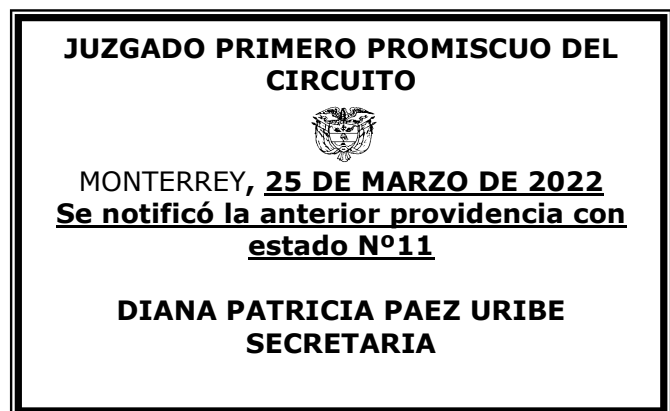 JUZGADO PRIMERO PROMISCUO DEL
CIRCUITO
MONTERREY, 25 DE MARZO DE 2022
Se notificó la anterior providencia con
estado Nº11
DIANA PATRICIA PAEZ URIBE
SECRETARIA